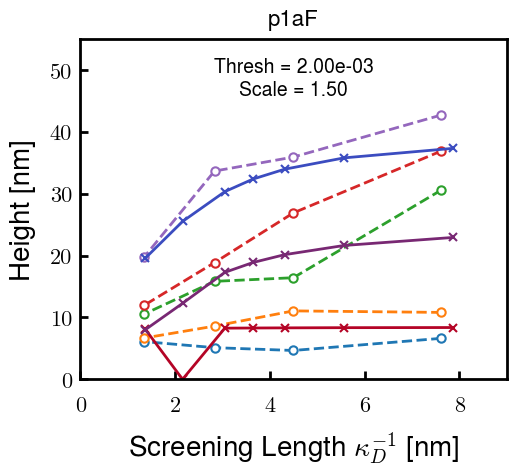 p1aF
Thresh = 2.00e-03
Scale = 1.50
Height [nm]
50
40
30
20
10
0
0 2 4 6 8
Screening Length κ_D^{-1} [nm]